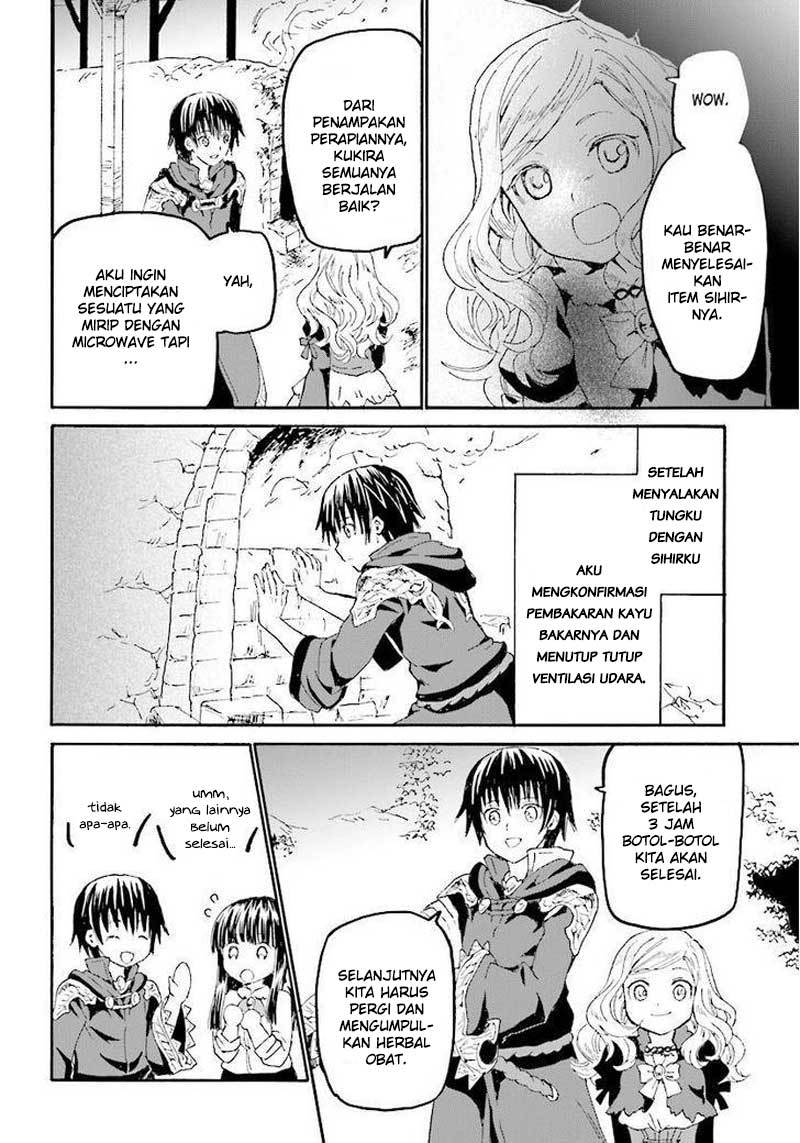 WOW.
KAU BENAR-
BENAR
MENYELESAI-
KAN
ITEM SIHIR-
NYA.
DARI
PENAMPAKAN
PERAPIANNYA,
KUKIRA
SEMUANYA
BERJALAN
BAIK?
YAH,
AKU INGIN
MENCIPTAKAN
SESUATU YANG
MIRIP DENGAN
MICROWAVE TAPI
...
SETELAH
MENYALAKAN
TUNGKU
DENGAN
SIHIRKU
AKU
MENGKONFIRMASI
PEMBAKARAN KAYU
BAKARNYA DAN
MENUTUP TUTUP
VENTILASI UDARA.
BAGUS,
SETELAH
3 JAM
BOTOL-BOTOL
KITA AKAN
SELESAI.
SELANJUTNYA
KITA HARUS
PERGI DAN
MENGUMPUL-
KAN HERBAL
OBAT.
umm,
yang lainnya
Belum
selesai...
tidak
apa-apa.